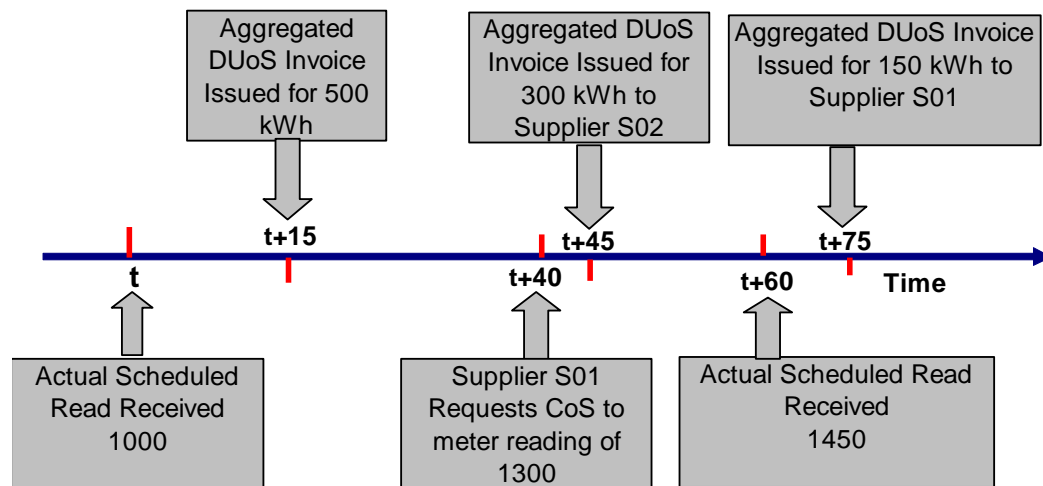 Aggregated
DUoS Invoice
Issued for 500
kWh
Aggregated DUoS
Invoice Issued for
300 kWh to
Supplier S02
Aggregated DUoS Invoice
Issued for 150 kWh to
Supplier S01
t+15
t+45
t+75
t
t+40
t+60
Time
Actual Scheduled
Read Received
1000
Supplier S01
Requests CoS to
meter reading of
1300
Actual Scheduled Read
Received
1450